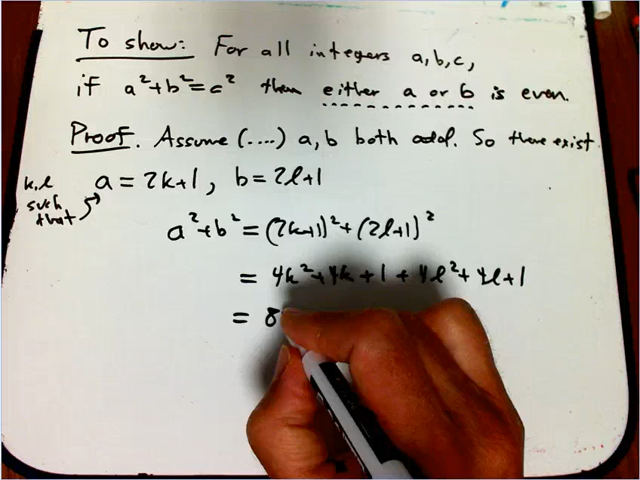 To show: For all integers a,b,c,
if a²+b²=c² then either a or b is even.
Proof. Assume (....) a,b both odd. So there exist
k,l such that a = 2k+1, b = 2l+1
a²+b² = (2k+1)²+(2l+1)²
= 4k²+4k+1+4l²+4l+1
= 8